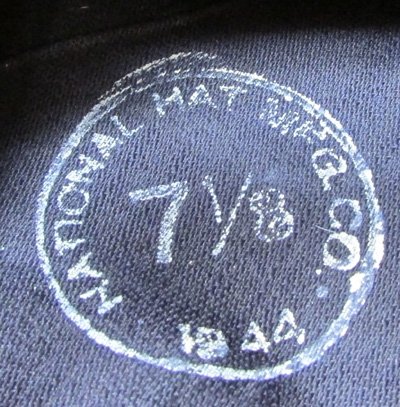 NATIONAL HAT MFG. CO.
7 1/8
1944